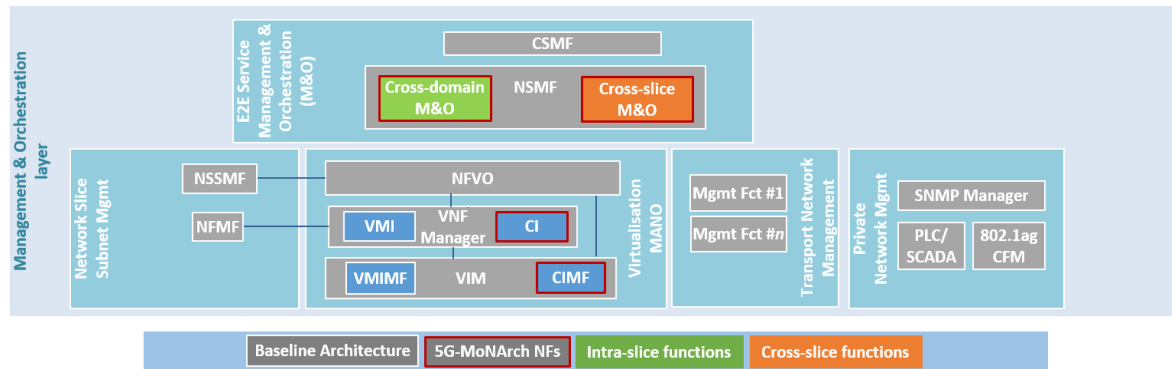 Management & Orchestration
layer
E2E Service
Management &
Orchestration
(M&O)
CSMF
Cross-domain
M&O
NSMF
Cross-slice
M&O
Network Slice
Subnet Mgmt
NSSMF
NFMF
NFVO
VMI
VNF
Manager
CI
VMIMF
VIM
CIMF
Virtualisation
MANO
Mgmt Fct #1
Mgmt Fct #n
Transport Network
Management
Private
Network Mgmt
SNMP Manager
PLC/
SCADA
802.1ag
CFM
Baseline Architecture
5G-MoNArch NFs
Intra-slice functions
Cross-slice functions